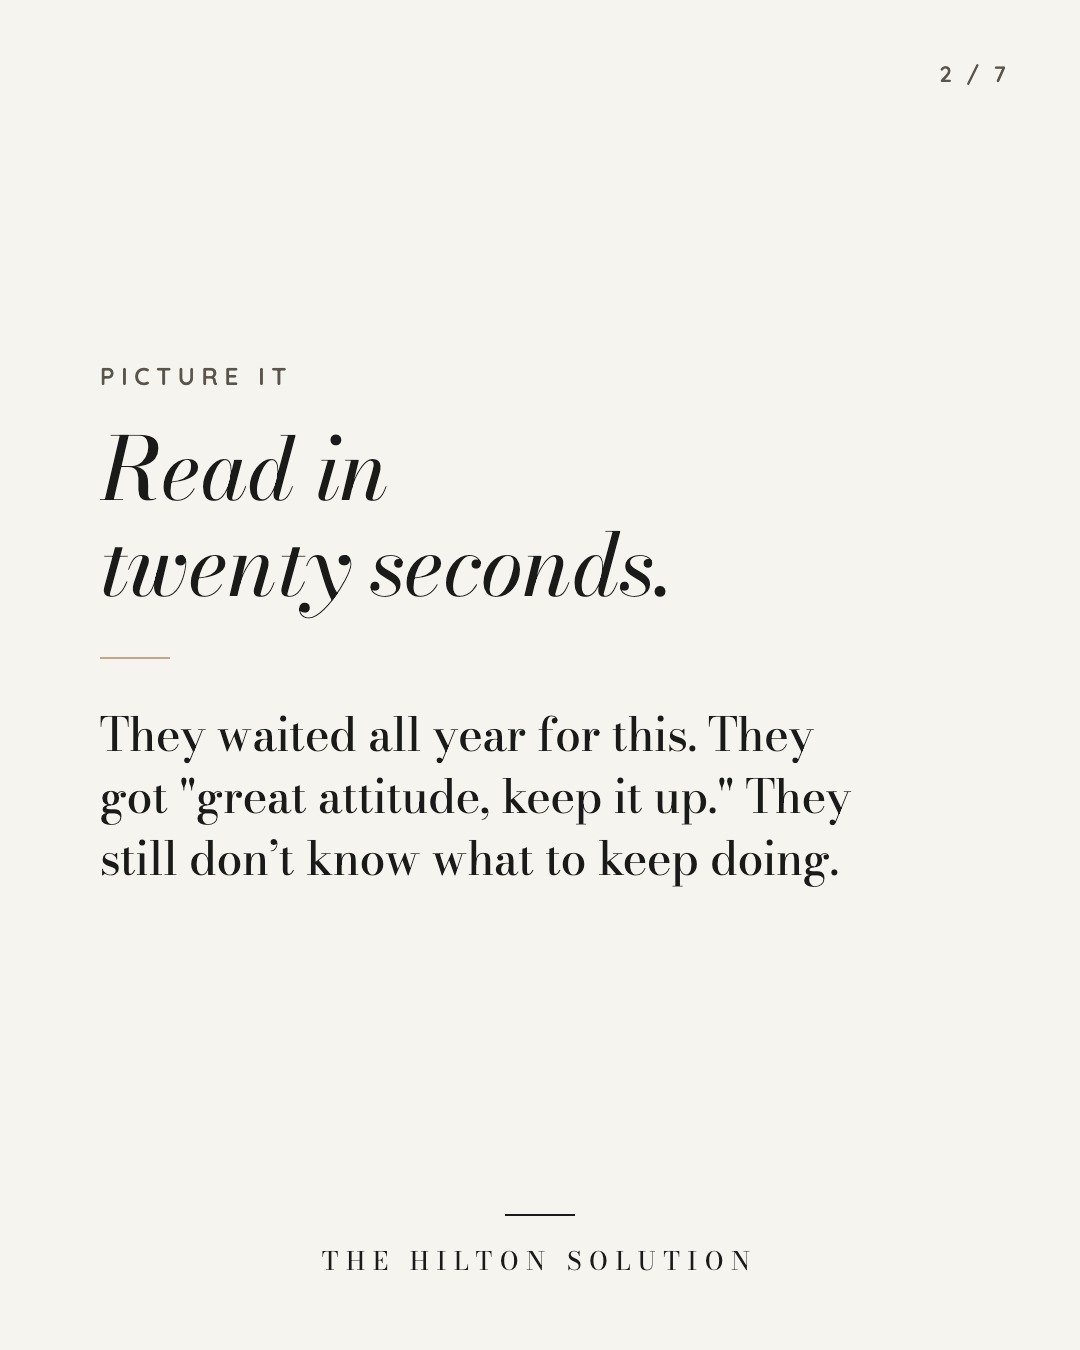 2 / 7
PICTURE IT
Read in
twenty seconds.
They waited all year for this. They
got "great attitude, keep it up." They
still don’t know what to keep doing.
THE HILTON SOLUTION